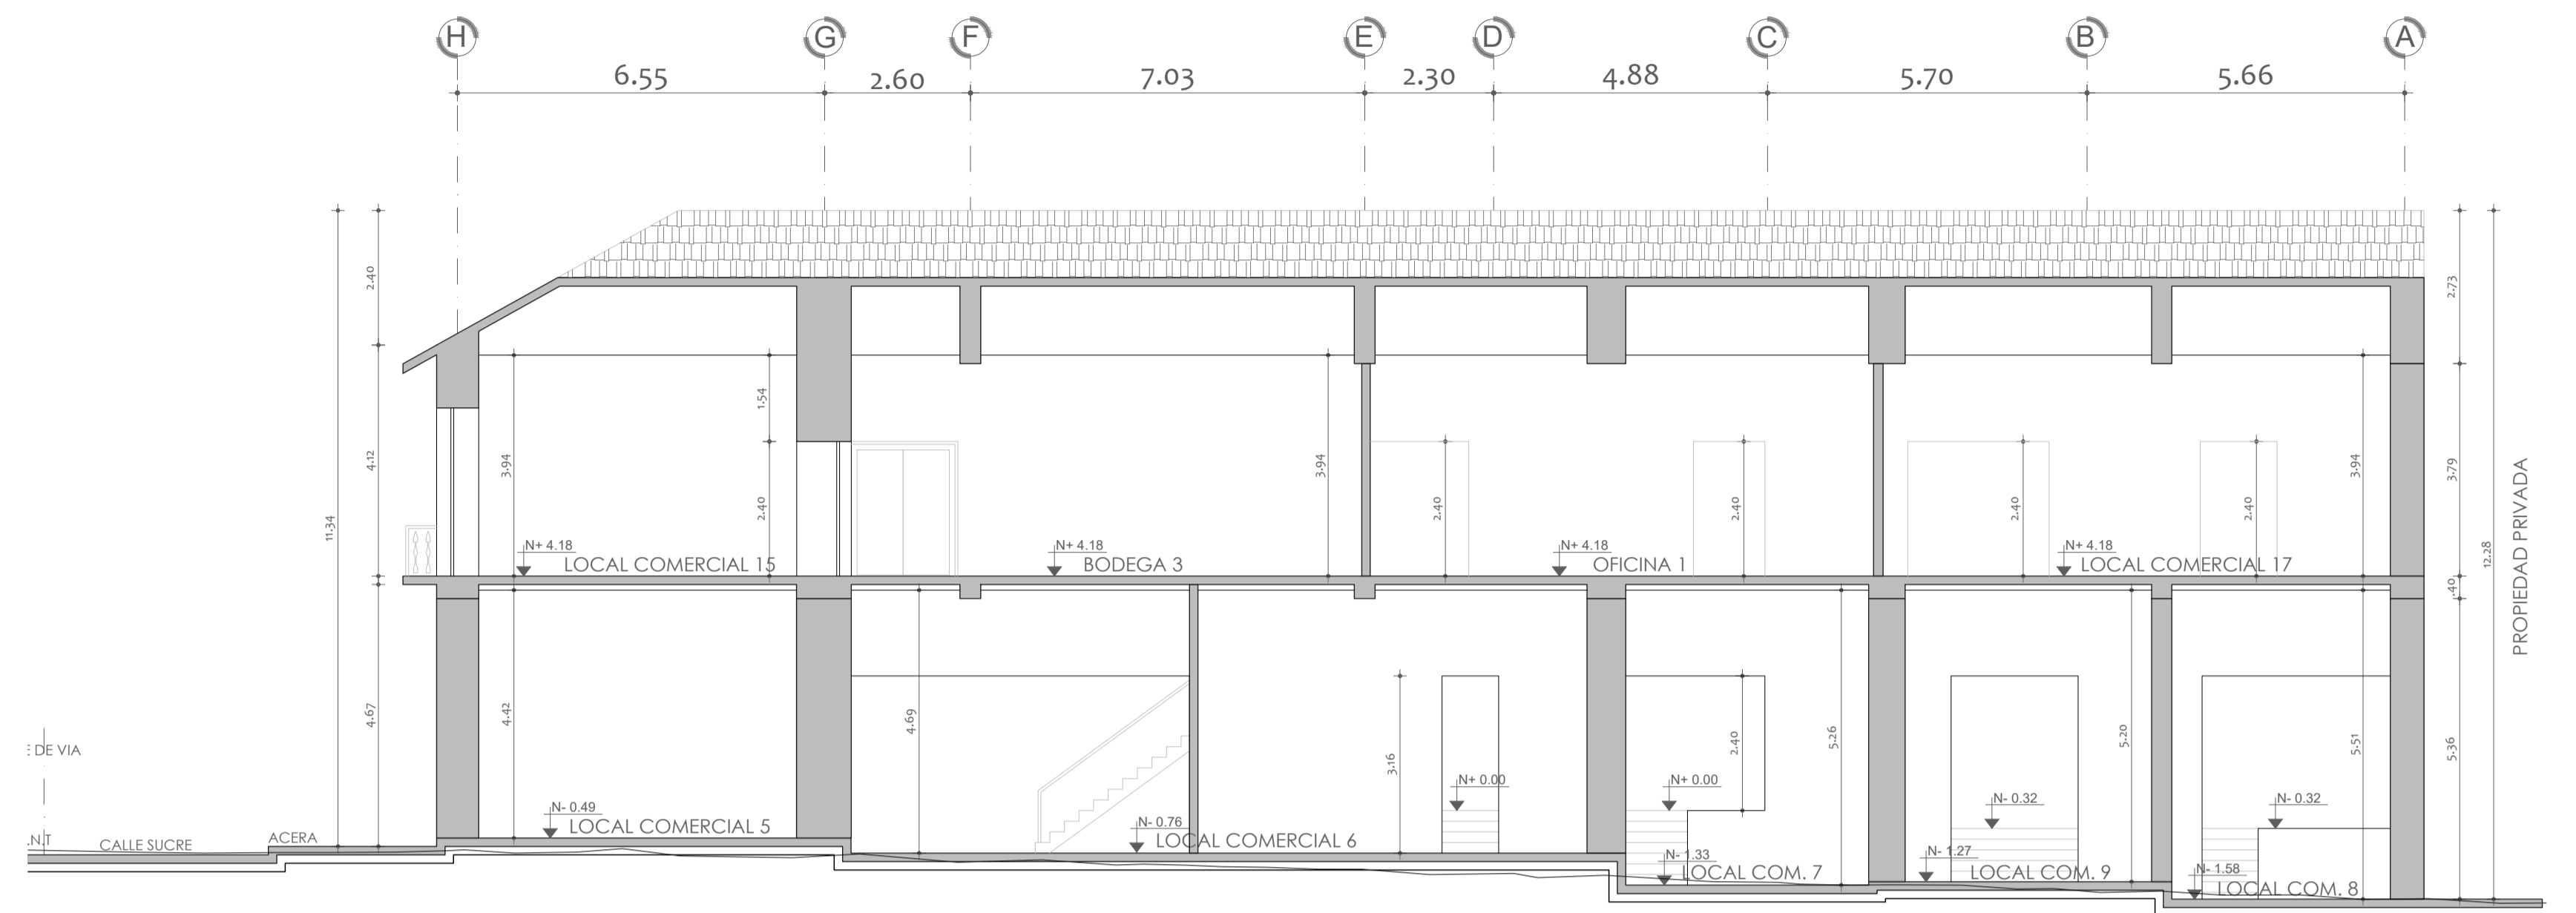 H G F E D C B A
6.55 2.60 7.03 2.30 4.88 5.70 5.66
2.40
2.73
11.34
4.12
3.94
1.54
2.40
3.94
2.40
2.40
2.40
2.40
3.94
3.79
12.28
PROPIEDAD PRIVADA
N+ 4.18
LOCAL COMERCIAL 15
N+ 4.18
BODEGA 3
N+ 4.18
OFICINA 1
N+ 4.18
LOCAL COMERCIAL 17
.40
4.67
4.42
4.69
3.16
2.40
5.26
5.20
5.51
5.36
E DE VIA
.N.T
CALLE SUCRE
ACERA
N- 0.49
LOCAL COMERCIAL 5
N- 0.76
LOCAL COMERCIAL 6
N+ 0.00
N+ 0.00
N- 1.33
LOCAL COM. 7
N- 0.32
N- 1.27
LOCAL COM. 9
N- 0.32
N- 1.58
LOCAL COM. 8